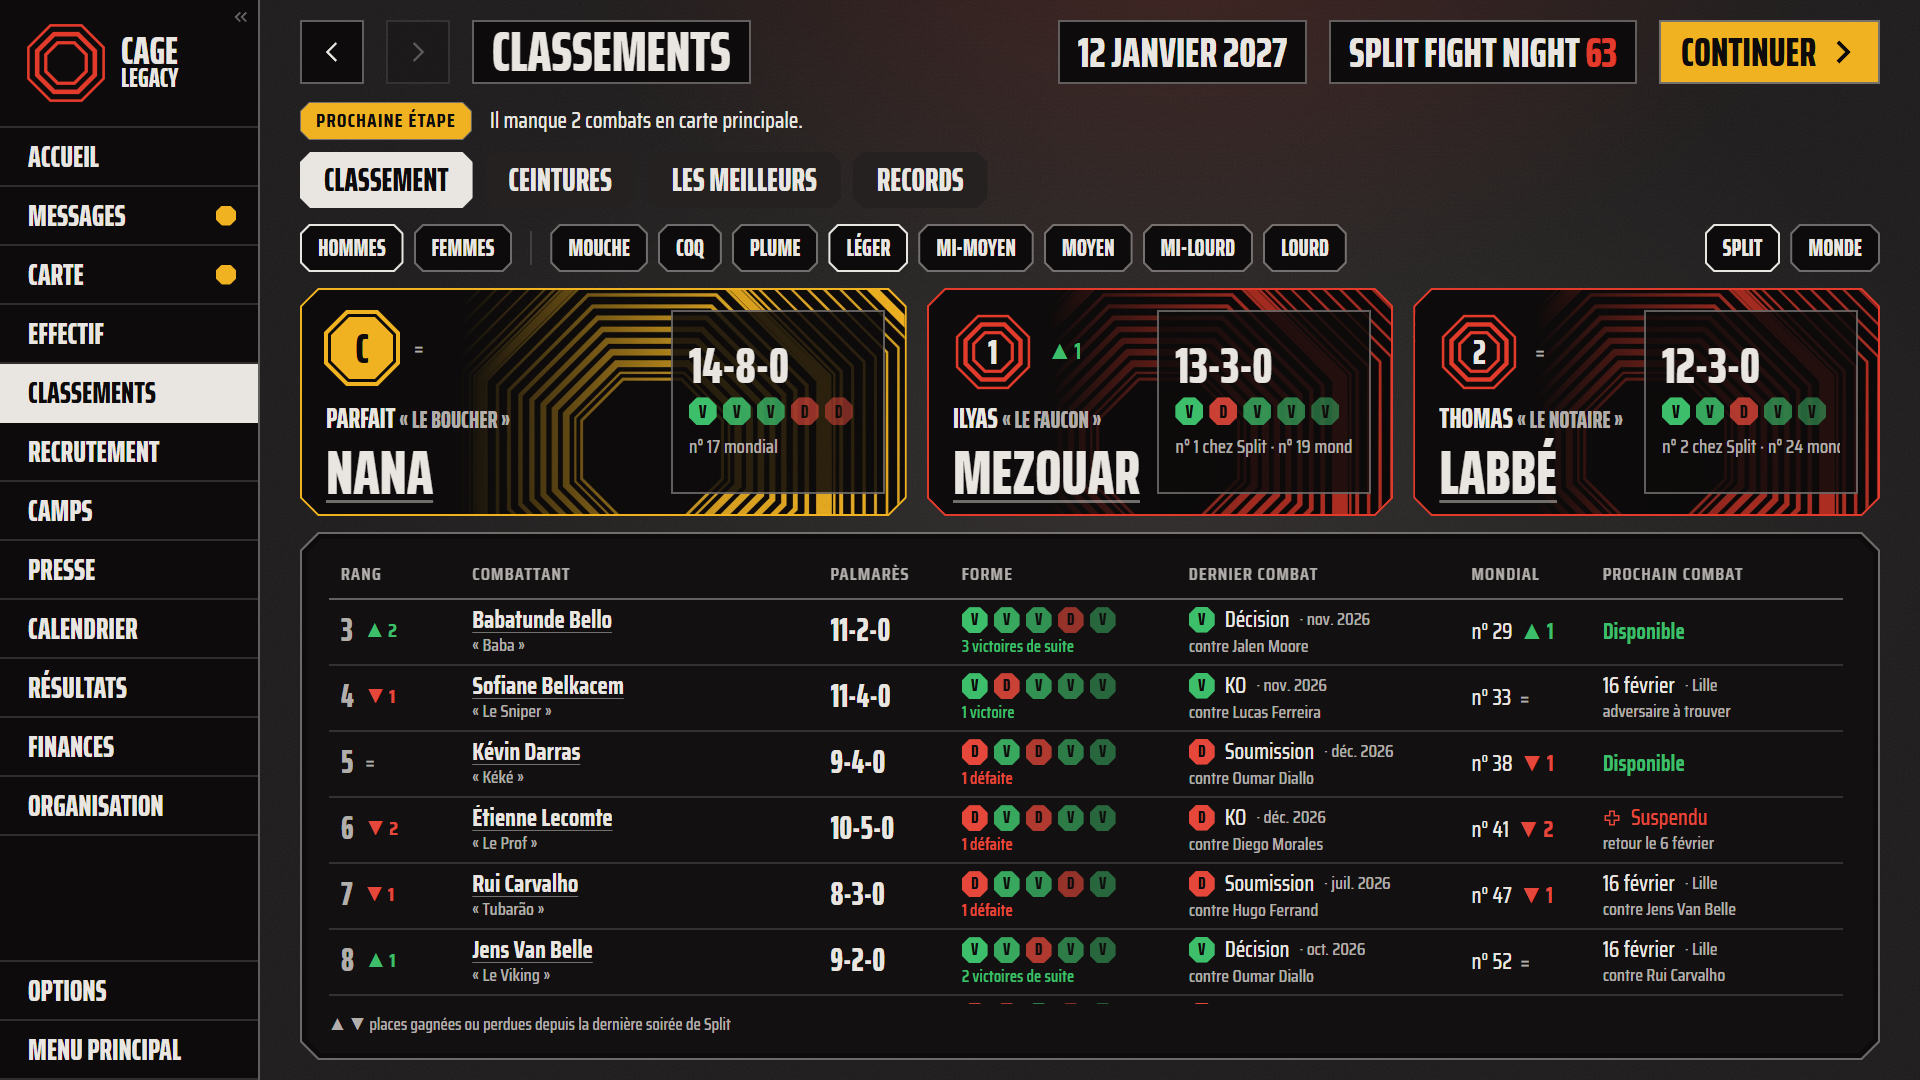 CAGE
LEGACY
«
ACCUEIL
MESSAGES
CARTE
EFFECTIF
CLASSEMENTS
RECRUTEMENT
CAMPS
PRESSE
CALENDRIER
RÉSULTATS
FINANCES
ORGANISATION
OPTIONS
MENU PRINCIPAL
CLASSEMENTS
12 JANVIER 2027
SPLIT FIGHT NIGHT 63
CONTINUER
PROCHAINE ÉTAPE Il manque 2 combats en carte principale.
CLASSEMENT CEINTURES LES MEILLEURS RECORDS
HOMMES FEMMES MOUCHE COQ PLUME LÉGER MI-MOYEN MOYEN MI-LOURD LOURD SPLIT MONDE
C =
PARFAIT « LE BOUCHER »
NANA
14-8-0
V V V D D
n° 17 mondial
1 ▲ 1
ILYAS « LE FAUCON »
MEZOUAR
13-3-0
V D V V V
n° 1 chez Split · n° 19 mond
2 =
THOMAS « LE NOTAIRE »
LABBÉ
12-3-0
V V D V V
n° 2 chez Split · n° 24 mon
RANG COMBATTANT PALMARÈS FORME DERNIER COMBAT MONDIAL PROCHAIN COMBAT
3 ▲ 2 Babatunde Bello 11-2-0 V V V D V V Décision · nov. 2026 n° 29 ▲ 1 Disponible
« Baba » 3 victoires de suite contre Jalen Moore
4 ▼ 1 Sofiane Belkacem 11-4-0 V D V V V V KO · nov. 2026 n° 33 = 16 février · Lille
« Le Sniper » 1 victoire contre Lucas Ferreira adversaire à trouver
5 = Kévin Darras 9-4-0 D V D V V D Soumission · déc. 2026 n° 38 ▼ 1 Disponible
« Kéké » 1 défaite contre Oumar Diallo
6 ▼ 2 Étienne Lecomte 10-5-0 D V D V V D KO · déc. 2026 n° 41 ▼ 2 Suspendu
« Le Prof » 1 défaite contre Diego Morales retour le 6 février
7 ▼ 1 Rui Carvalho 8-3-0 D V V D V D Soumission · juil. 2026 n° 47 ▼ 1 16 février · Lille
« Tubarão » 1 défaite contre Hugo Ferrand contre Jens Van Belle
8 ▲ 1 Jens Van Belle 9-2-0 V V D V V V Décision · oct. 2026 n° 52 = 16 février · Lille
« Le Viking » 2 victoires de suite contre Oumar Diallo contre Rui Carvalho
▲ ▼ places gagnées ou perdues depuis la dernière soirée de Split